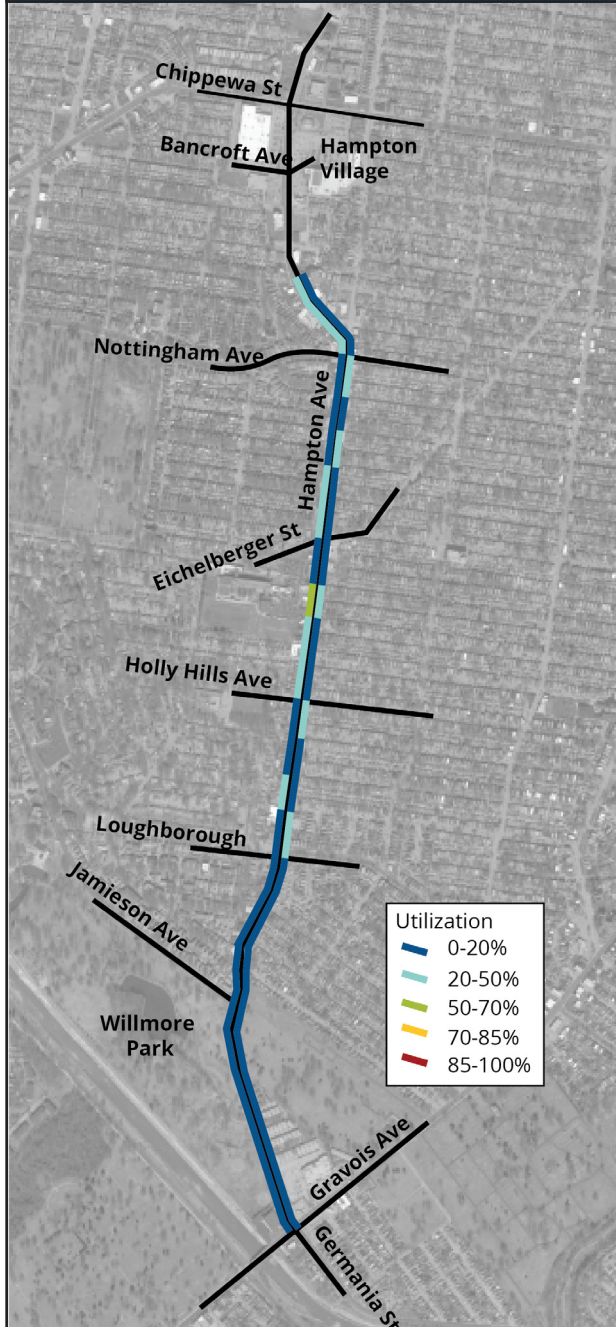 Chippewa St
Bancroft Ave
Hampton
Village
Nottingham Ave
Hampton Ave
Eichelberger St
Holly Hills Ave
Loughborough
Jamieson Ave
Utilization
0-20%
20-50%
50-70%
70-85%
85-100%
Willmore
Park
Gravois Ave
Germania St